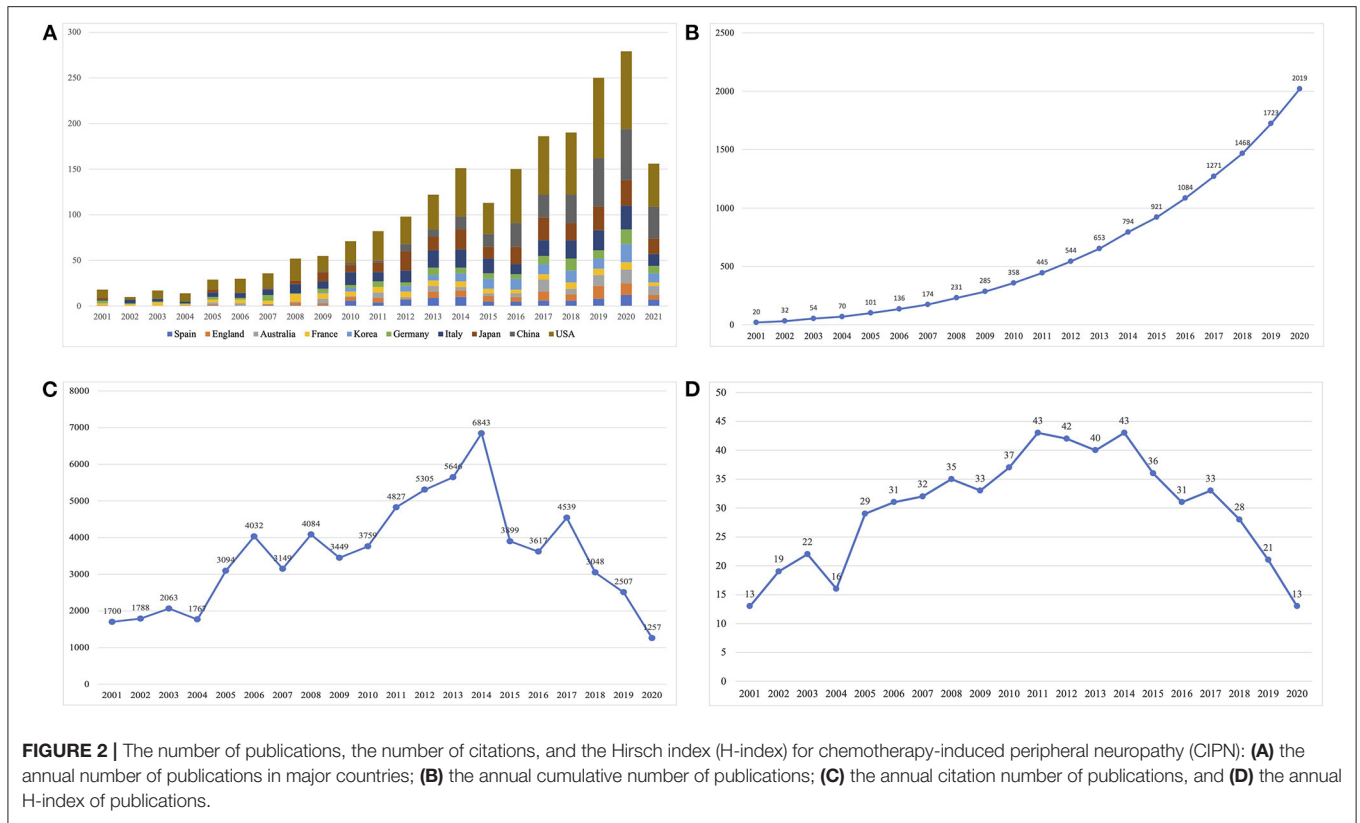 A
300
250
200
150
100
50
0
2001 2002 2003 2004 2005 2006 2007 2008 2009 2010 2011 2012 2013 2014 2015 2016 2017 2018 2019 2020 2021
Spain England Australia France Korea Germany Italy Japan China USA
B
2500
2000
1500
1000
500
0
20 32 54 70 101 136 174 231 285 358 445 544 653 794 921 1084 1271 1468 1723 2019
2001 2002 2003 2004 2005 2006 2007 2008 2009 2010 2011 2012 2013 2014 2015 2016 2017 2018 2019 2020
C
8000
7000
6000
5000
4000
3000
2000
1000
0
1700 1788 2063 1767 3094 4032 3149 4084 3449 3759 4827 5305 5646 6843 3899 3617 4539 3048 2507 1257
2001 2002 2003 2004 2005 2006 2007 2008 2009 2010 2011 2012 2013 2014 2015 2016 2017 2018 2019 2020
D
50
45
40
35
30
25
20
15
10
5
0
13 19 22 16 29 31 32 35 33 37 43 42 40 43 36 31 33 28 21 13
2001 2002 2003 2004 2005 2006 2007 2008 2009 2010 2011 2012 2013 2014 2015 2016 2017 2018 2019 2020
FIGURE 2 | The number of publications, the number of citations, and the Hirsch index (H-index) for chemotherapy-induced peripheral neuropathy (CIPN): (A) the
annual number of publications in major countries; (B) the annual cumulative number of publications; (C) the annual citation number of publications, and (D) the annual
H-index of publications.